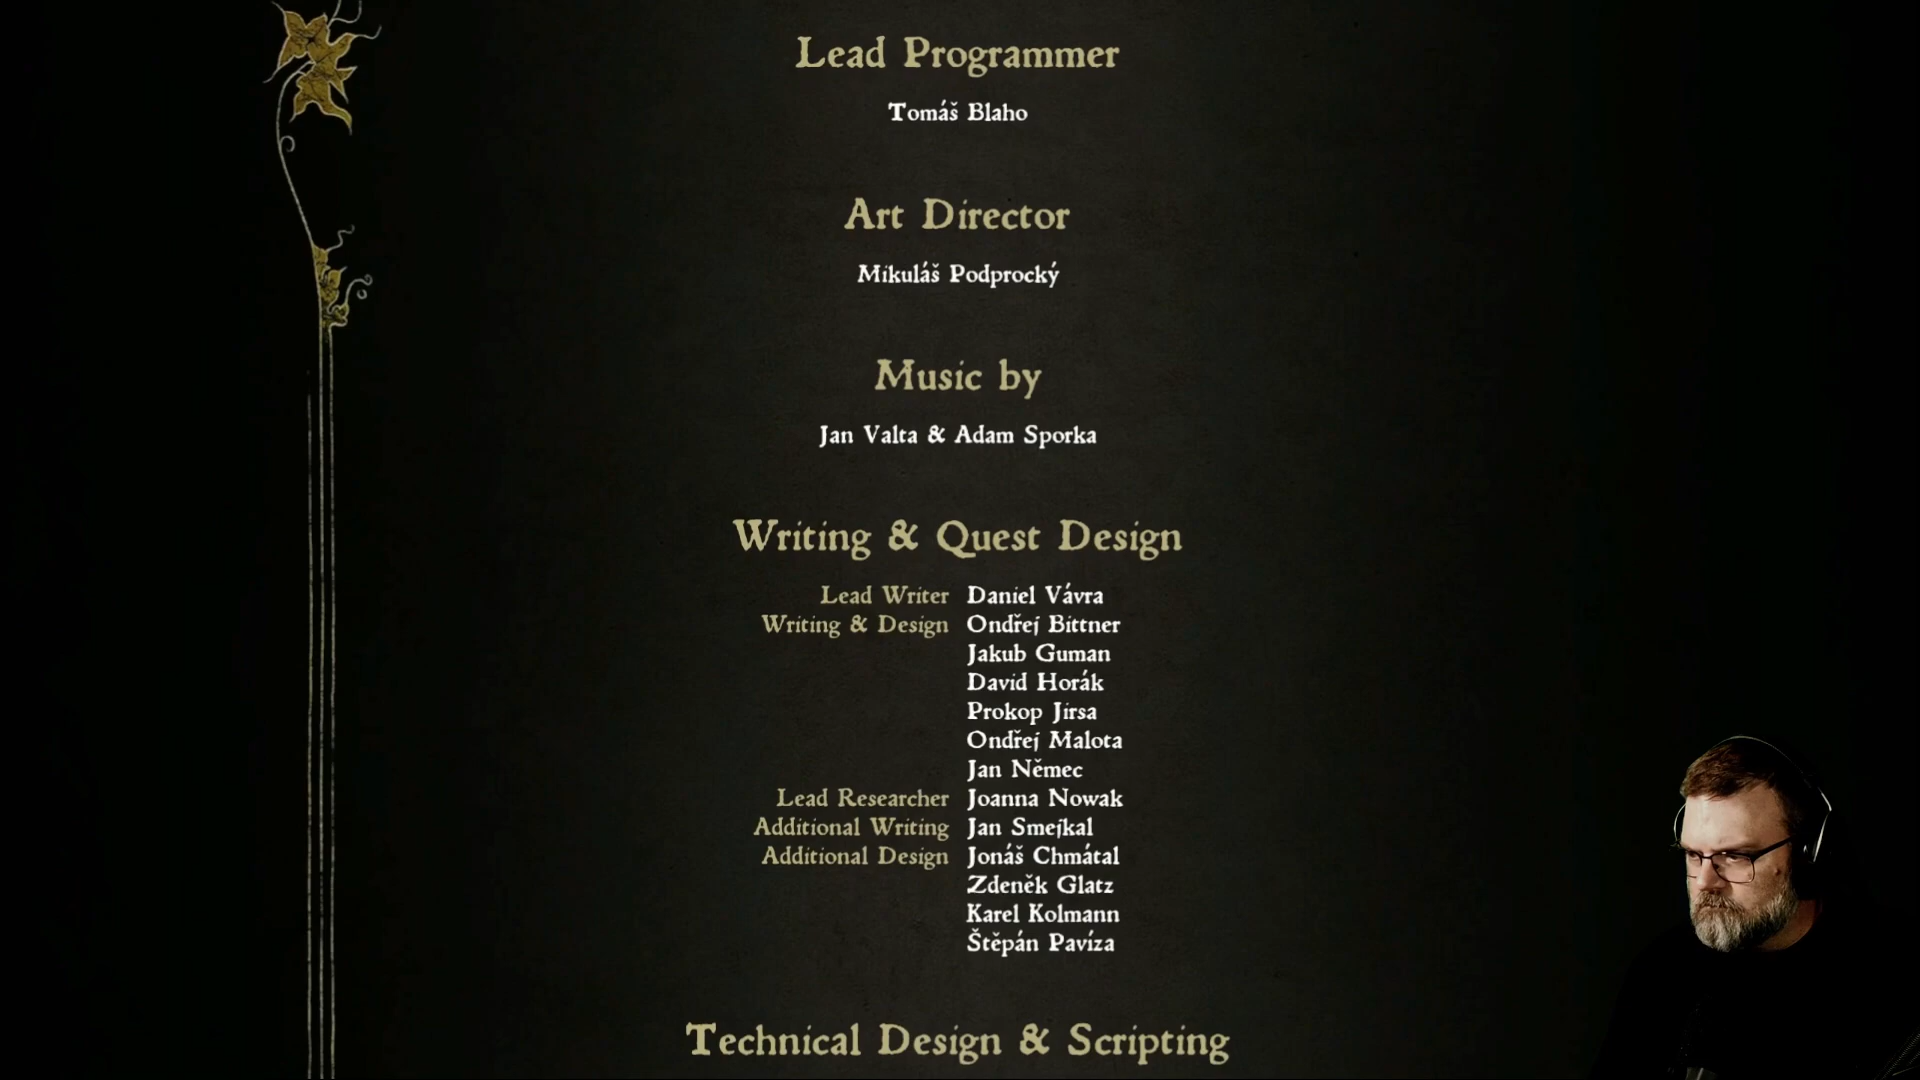 Lead Programmer
Tomáš Blaho
Art Director
Mikuláš Podprocký
Music by
Jan Valta & Adam Sporka
Writing & Quest Design
Lead Writer Daniel Vávra
Writing & Design Ondřej Bittner
Jakub Guman
David Horák
Prokop Jirsa
Ondřej Malota
Jan Němec
Lead Researcher Joanna Nowak
Additional Writing Jan Smejkal
Additional Design Jonáš Chmátal
Zdeněk Glatz
Karel Kolmann
Štěpán Pavíza
Technical Design & Scripting